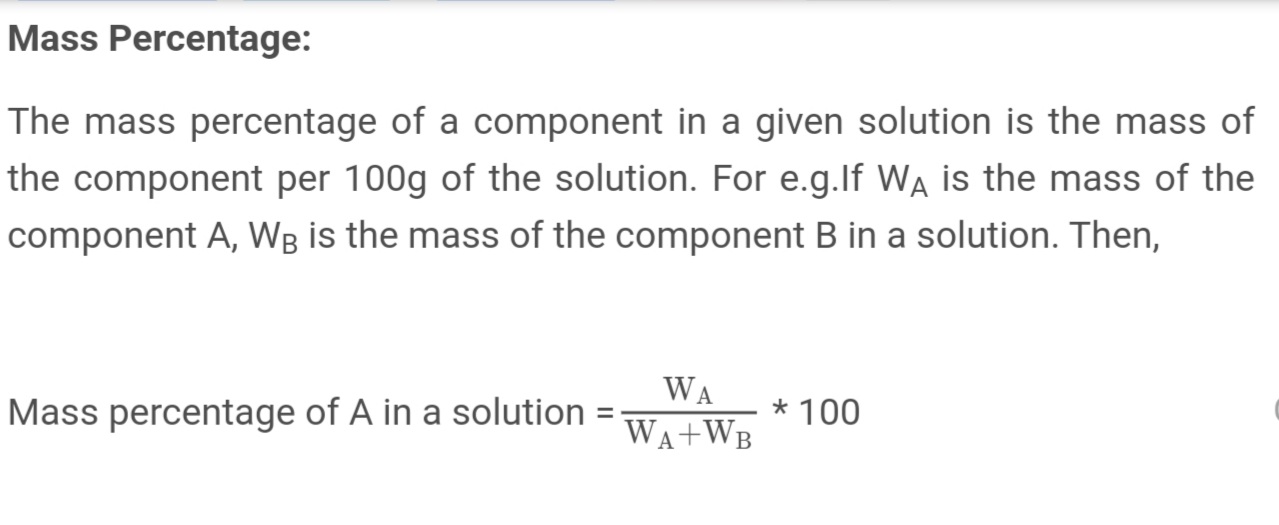 Mass Percentage:
The mass percentage of a component in a given solution is the mass of
the component per 100g of the solution. For e.g.If W_A is the mass of the
component A, W_B is the mass of the component B in a solution. Then,
Mass percentage of A in a solution = \frac{W_A}{W_A+W_B} * 100